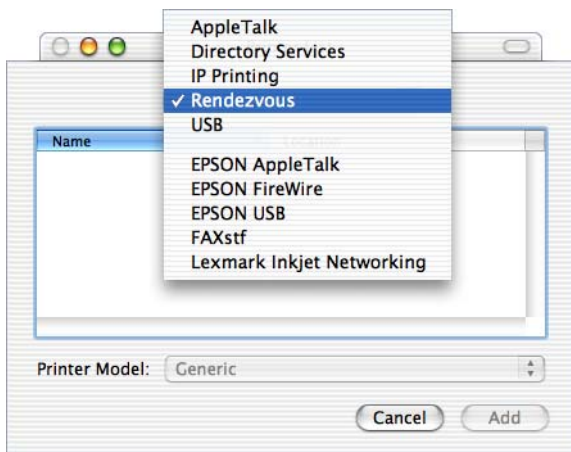 AppleTalk
Directory Services
IP Printing
✓ Rendezvous
USB
EPSON AppleTalk
EPSON FireWire
EPSON USB
FAXstf
Lexmark Inkjet Networking
Name
Printer Model: Generic
Cancel Add